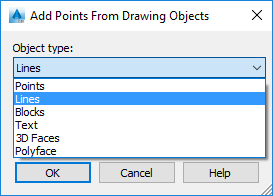 Add Points From Drawing Objects
Object type:
Lines
Points
Lines
Blocks
Text
3D Faces
Polyface
OK
Cancel
Help